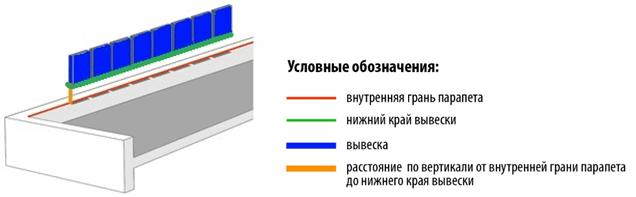 Условные обозначения:
внутренняя грань парапета
нижний край вывески
вывеска
расстояние по вертикали от внутренней грани парапета
до нижнего края вывески